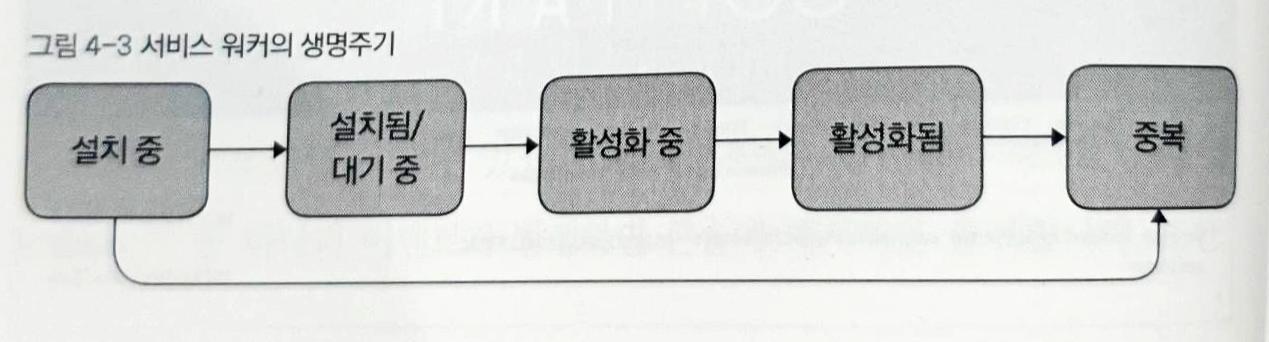 그림 4-3 서비스 워커의 생명주기
설치 중
설치됨/
대기 중
활성화 중
활성화됨
중복